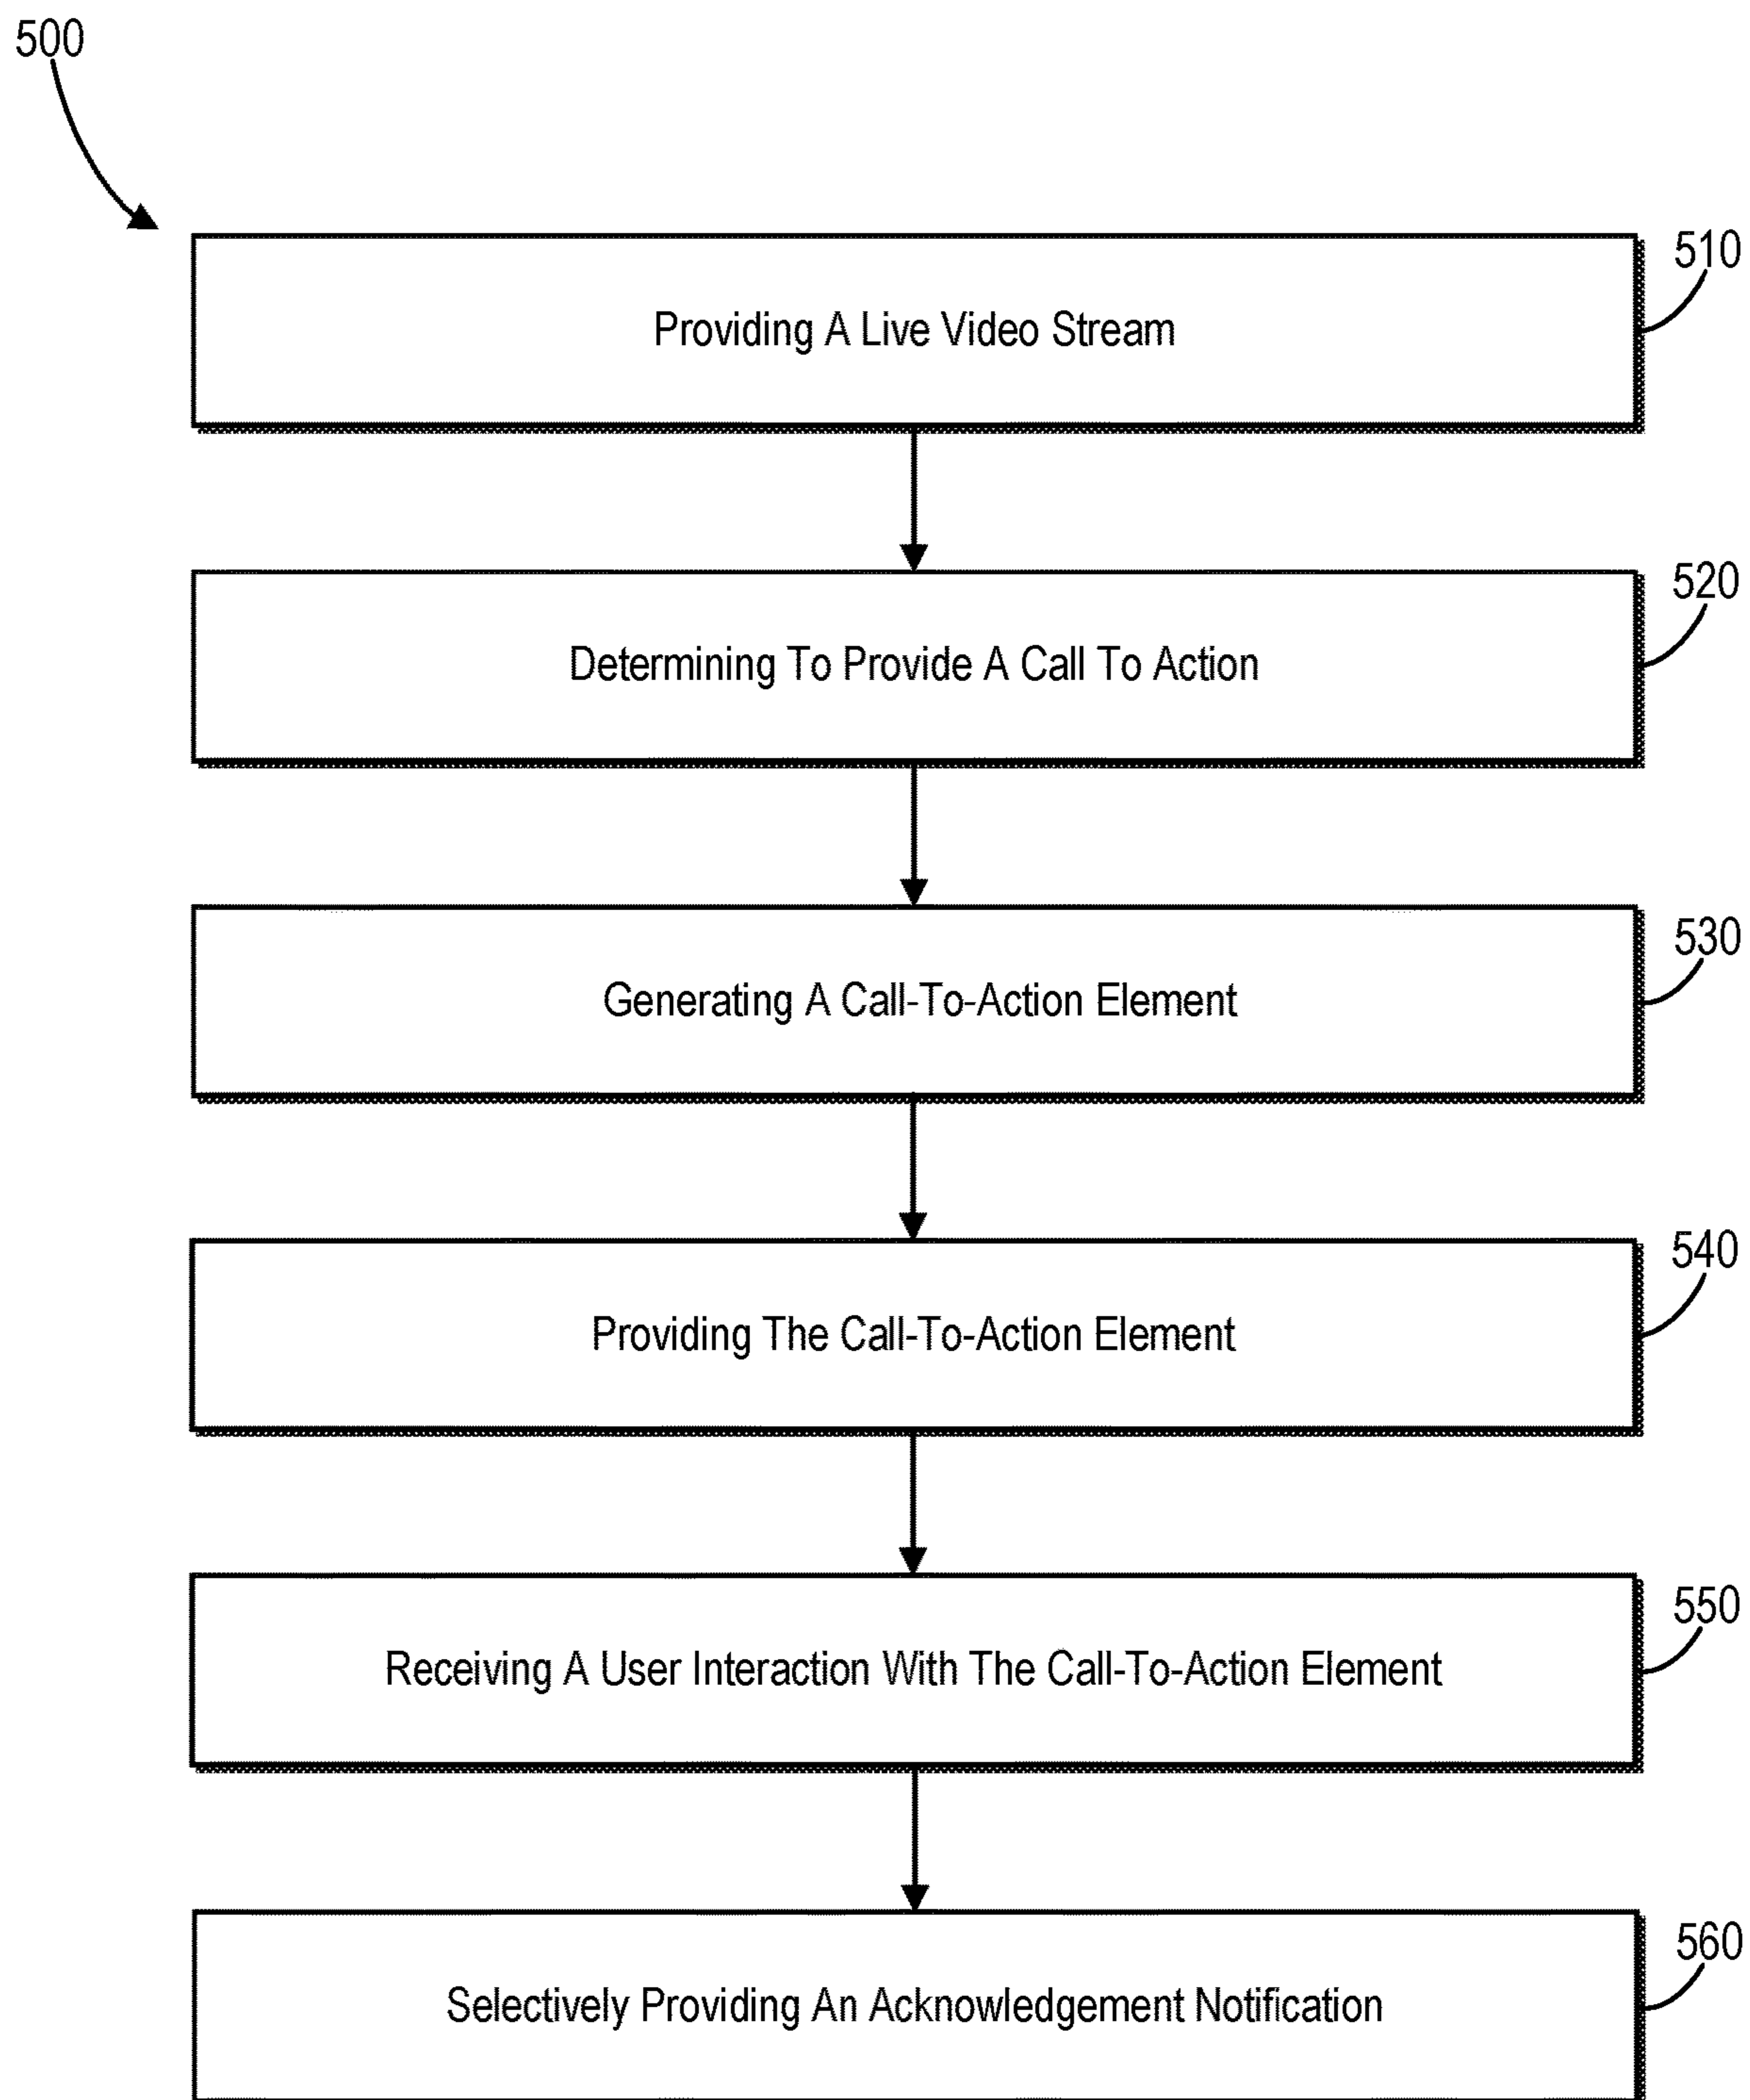 500
510
Providing A Live Video Stream
520
Determining To Provide A Call To Action
530
Generating A Call-To-Action Element
540
Providing The Call-To-Action Element
550
Receiving A User Interaction With The Call-To-Action Element
560
Selectively Providing An Acknowledgement Notification